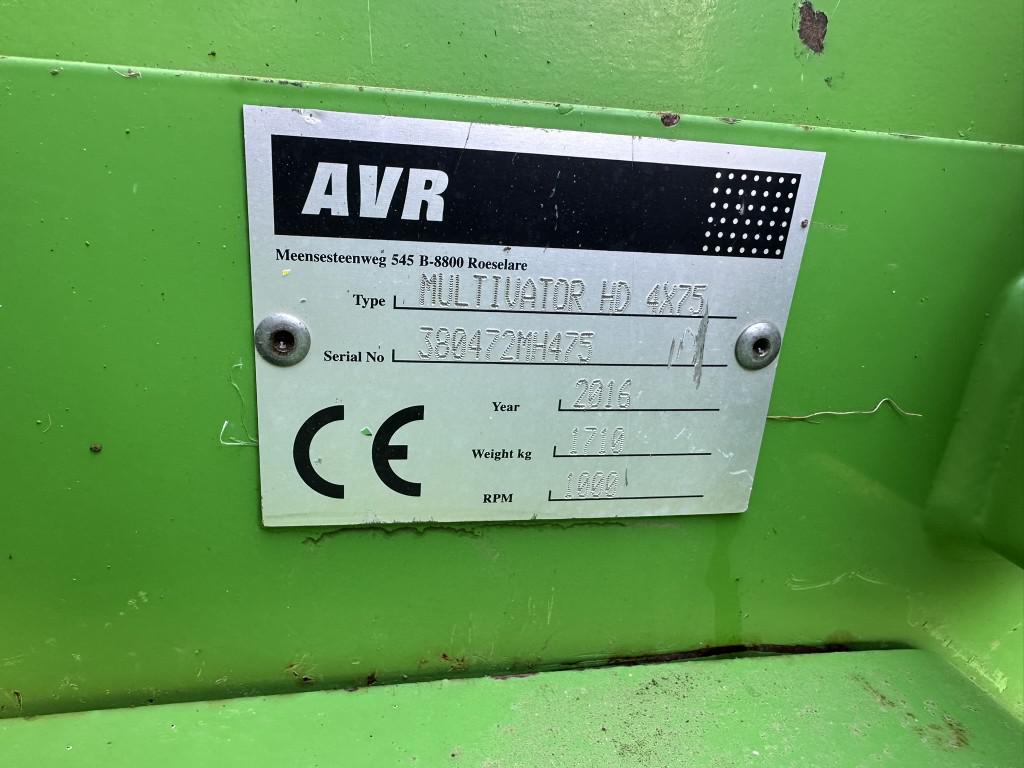 AVR
Meensesteenweg 545 B-8800 Roeselare
Type MULTIVATOR HD 4X75
Serial No 380472MH475
CE
Year 2016
Weight kg 1710
RPM 1000